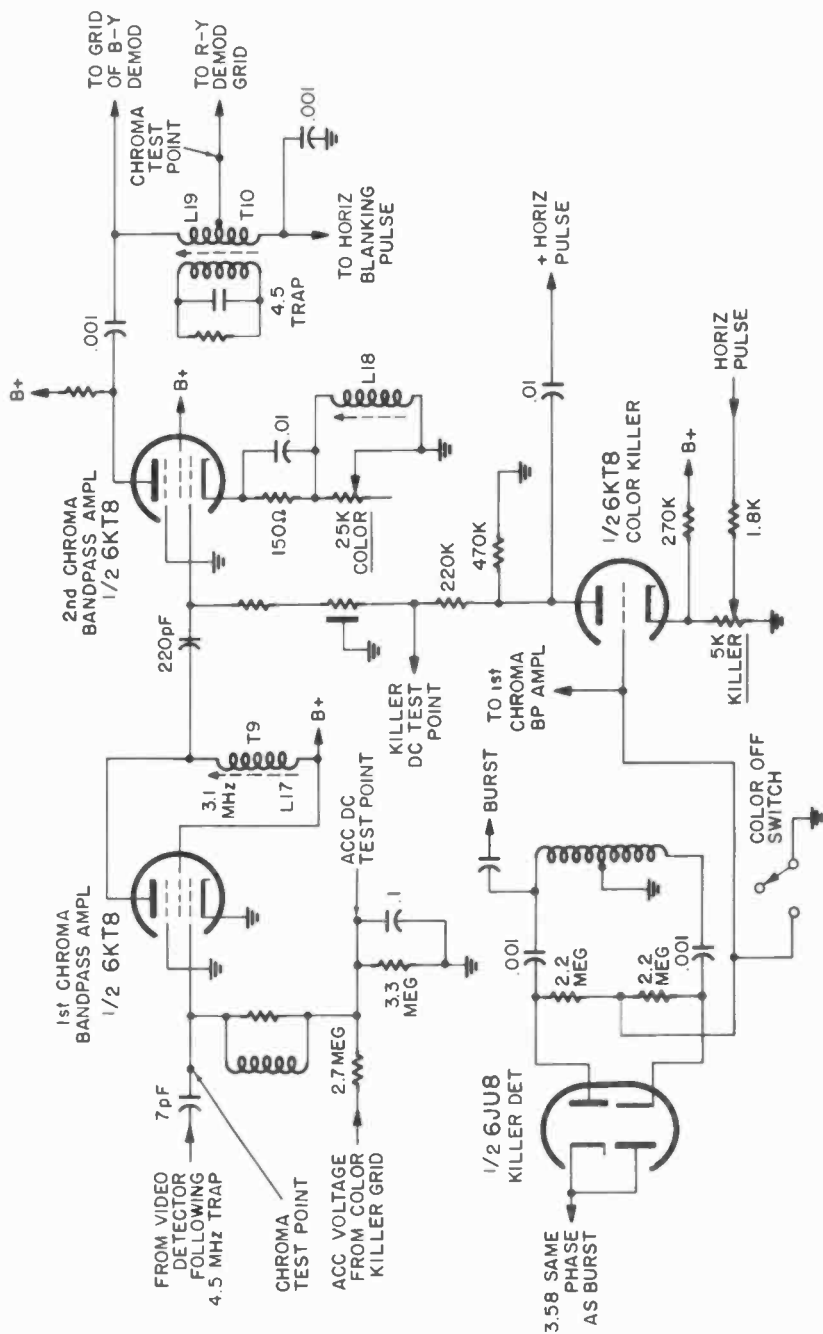 1st CHROMA
BANDPASS AMPL
1/2 6KT8
7pF
FROM VIDEO
DETECTOR
FOLLOWING
4.5 MHz TRAP
CHROMA
TEST POINT
ACC VOLTAGE
FROM COLOR
KILLER GRID
2.7MEG
3.3
MEG
.1
ACC DC
TEST POINT
3.1
MHz
T9
L17
B+
220pF
2nd CHROMA
BANDPASS AMPL
1/2 6KT8
B+
B+
.001
150Ω
.01
25K
COLOR
L18
4.5
TRAP
L19
T10
TO HORIZ
BLANKING
PULSE
.001
CHROMA
TEST
POINT
TO GRID
OF B-Y
DEMOD
TO R-Y
DEMOD
GRID
KILLER
DC TEST
POINT
220K
470K
.01
+ HORIZ
PULSE
1/2 6KT8
COLOR KILLER
270K
B+
HORIZ
PULSE
1.8K
5K
KILLER
TO 1st
CHROMA
BP AMPL
BURST
COLOR OFF
SWITCH
.001
2.2
MEG
2.2
MEG
.001
1/2 6JU8
KILLER DET
3.58 SAME
PHASE
AS BURST